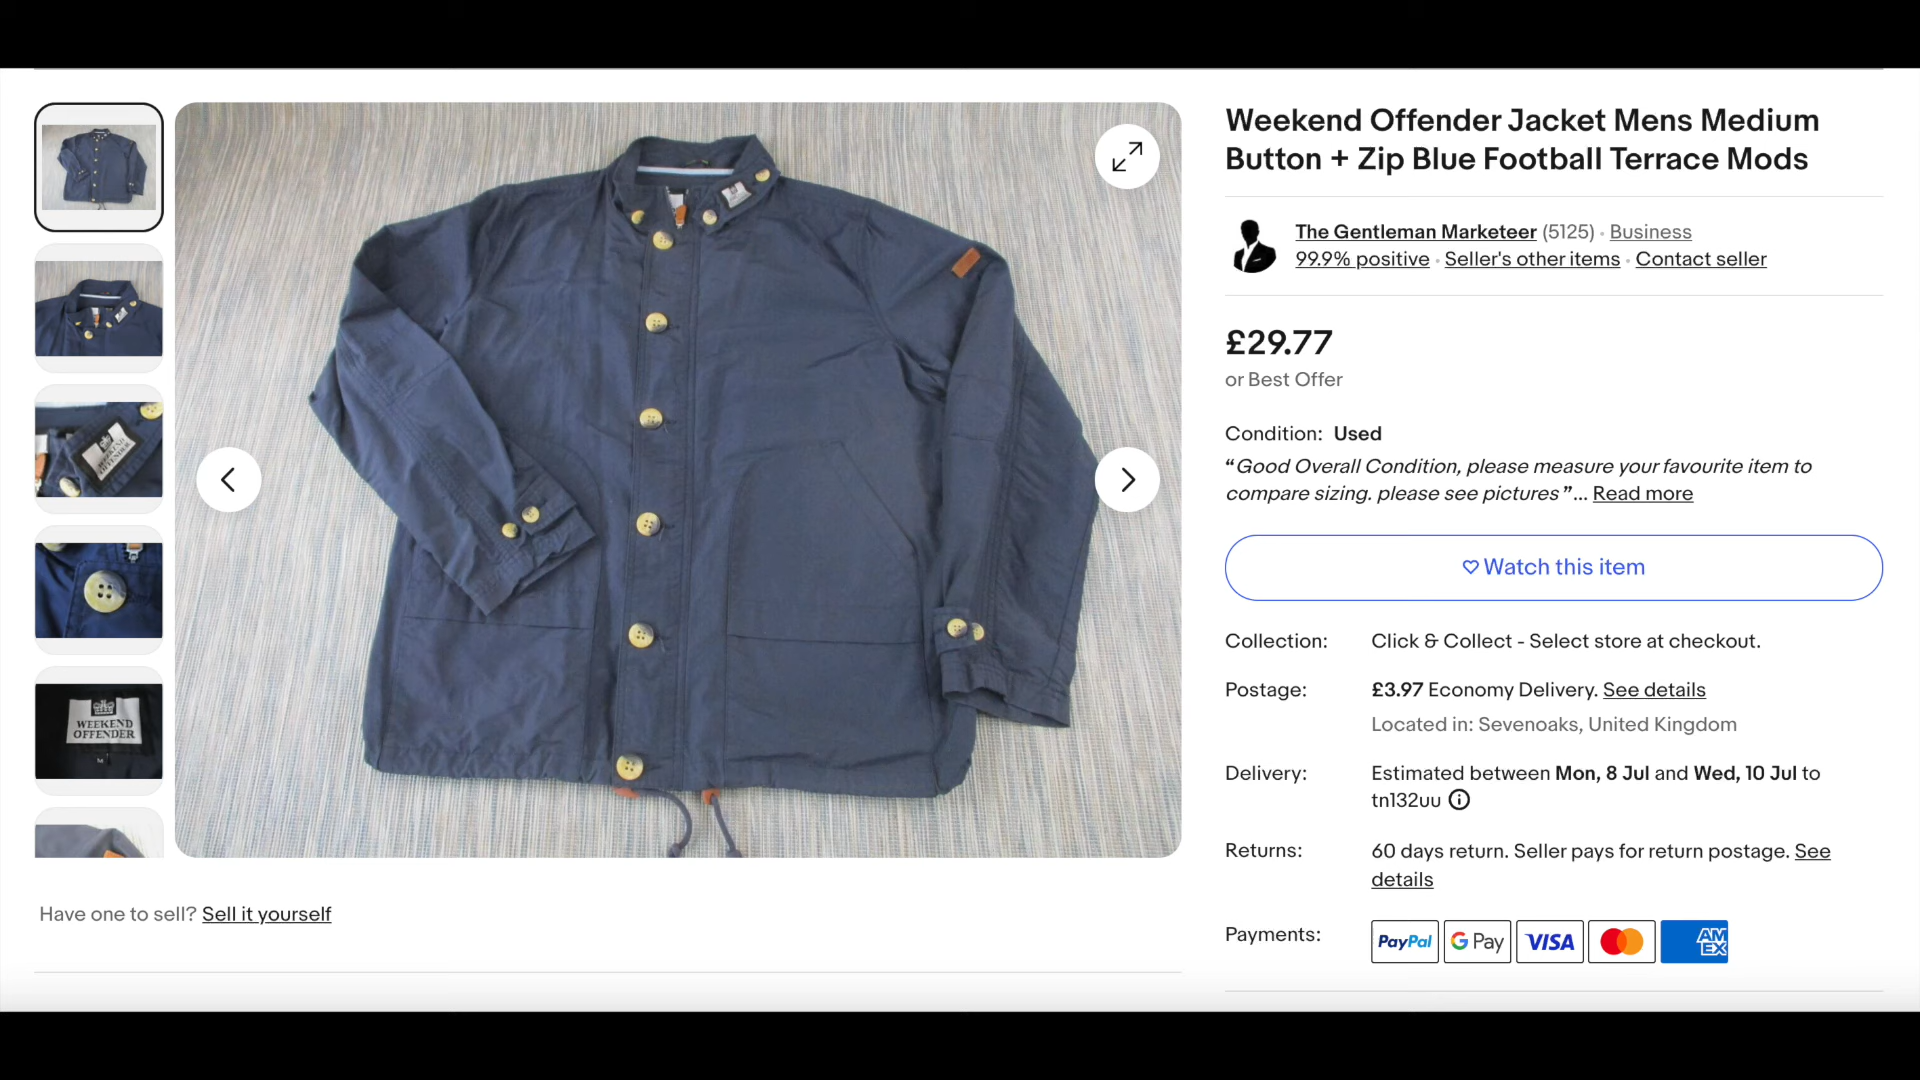 WEEKEND
OFFENDER
WEEKEND
OFFENDER
M
Have one to sell? Sell it yourself
Weekend Offender Jacket Mens Medium
Button + Zip Blue Football Terrace Mods
The Gentleman Marketeer (5125) · Business
99.9% positive · Seller's other items · Contact seller
£29.77
or Best Offer
Condition: Used
“Good Overall Condition, please measure your favourite item to
compare sizing. please see pictures”... Read more
Watch this item
Collection: Click & Collect - Select store at checkout.
Postage: £3.97 Economy Delivery. See details
Located in: Sevenoaks, United Kingdom
Delivery: Estimated between Mon, 8 Jul and Wed, 10 Jul to
tn132uu
Returns: 60 days return. Seller pays for return postage. See
details
Payments: PayPal G Pay VISA AM
EX